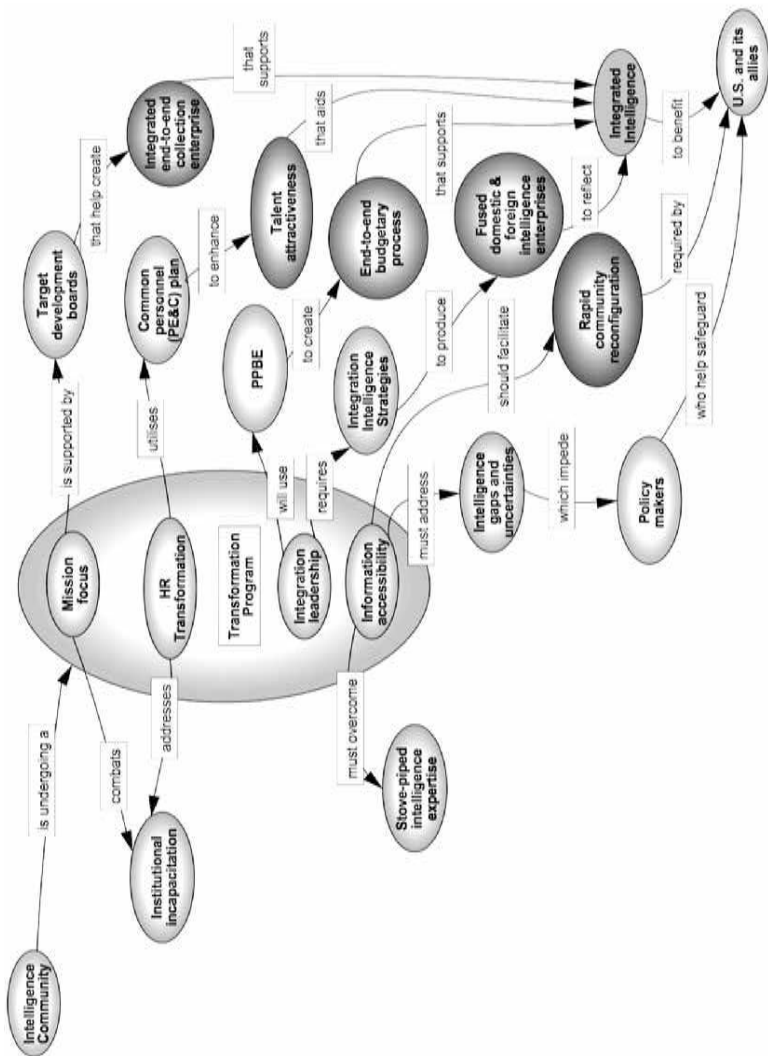 Intelligence
Community
is undergoing a
Mission
focus
is supported by
Target
development
boards
that help create
Integrated
end-to-end
collection
enterprise
that
supports
combats
Institutional
incapacitation
addresses
HR
Transformation
utilises
Common
personnel
(PE&C) plan
to enhance
Talent
attractiveness
that aids
Transformation
Program
Integration
leadership
will use
PPBE
to create
End-to-end
budgetary
process
that supports
requires
Integration
Intelligence
Strategies
to produce
Fused
domestic &
foreign
intelligence
enterprises
to reflect
Integrated
Intelligence
to benefit
U.S. and its
allies
Information
accessibility
must overcome
Stove-piped
intelligence
expertise
should facilitate
Rapid
community
reconfiguration
required by
must address
Intelligence
gaps and
uncertainties
which impede
Policy
makers
who help safeguard